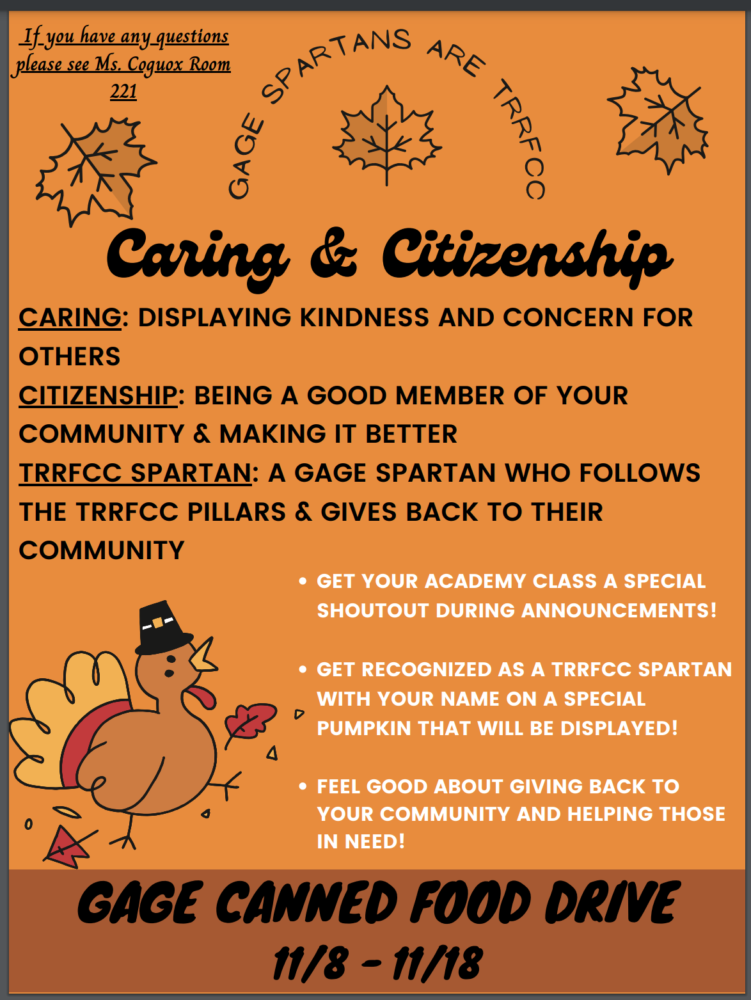 If you have any questions
please see Ms. Coguox Room
221
GAGE SPARTANS ARE TRRFCC
Caring & Citizenship
CARING: DISPLAYING KINDNESS AND CONCERN FOR
OTHERS
CITIZENSHIP: BEING A GOOD MEMBER OF YOUR
COMMUNITY & MAKING IT BETTER
TRRFCC SPARTAN: A GAGE SPARTAN WHO FOLLOWS
THE TRRFCC PILLARS & GIVES BACK TO THEIR
COMMUNITY
• GET YOUR ACADEMY CLASS A SPECIAL
SHOUTOUT DURING ANNOUNCEMENTS!
• GET RECOGNIZED AS A TRRFCC SPARTAN
WITH YOUR NAME ON A SPECIAL
PUMPKIN THAT WILL BE DISPLAYED!
• FEEL GOOD ABOUT GIVING BACK TO
YOUR COMMUNITY AND HELPING THOSE
IN NEED!
GAGE CANNED FOOD DRIVE
11/8 - 11/18